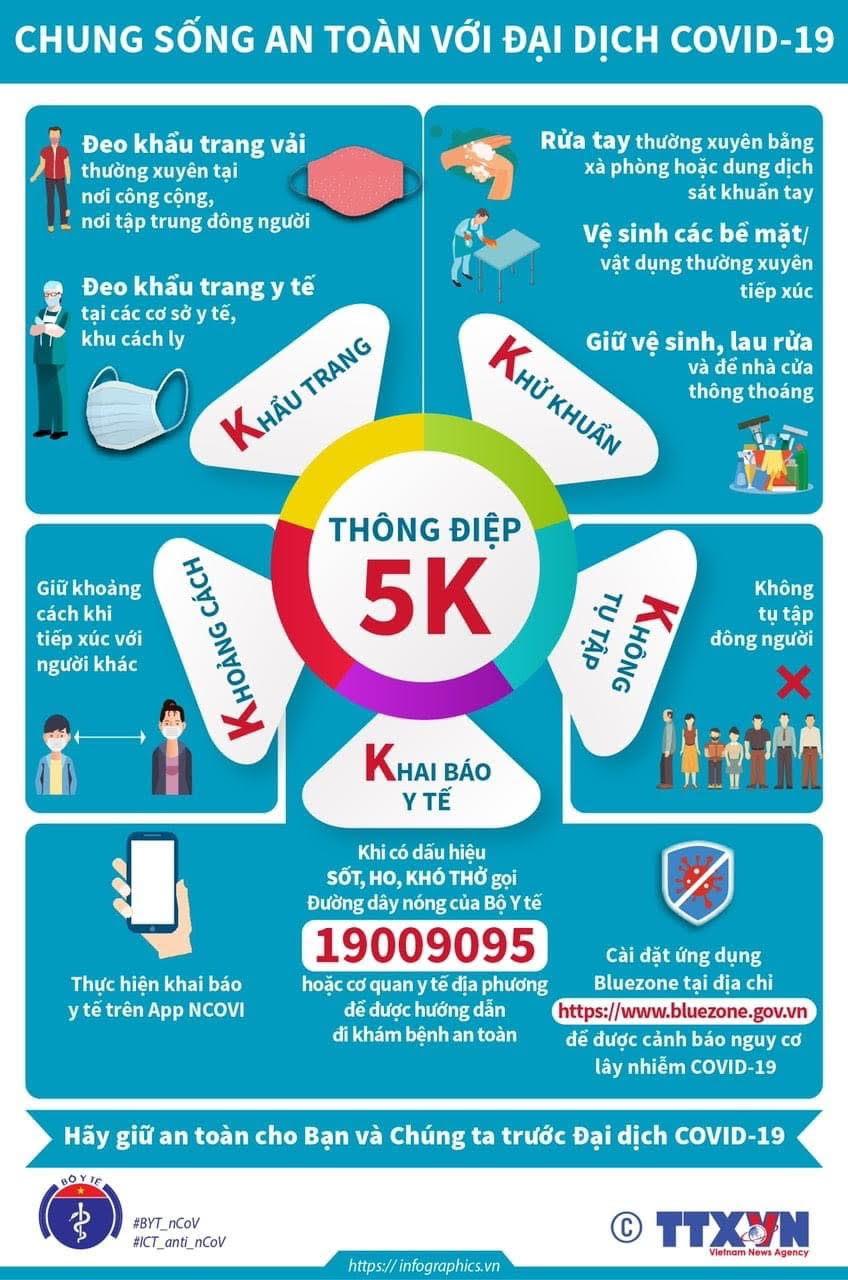 CHUNG SỐNG AN TOÀN VỚI ĐẠI DỊCH COVID-19
Đeo khẩu trang vải
thường xuyên tại
nơi công cộng,
nơi tập trung đông người
Đeo khẩu trang y tế
tại các cơ sở y tế,
khu cách ly
KHẨU TRANG
Rửa tay thường xuyên bằng
xà phòng hoặc dung dịch
sát khuẩn tay
Vệ sinh các bề mặt/
vật dụng thường xuyên
tiếp xúc
Giữ vệ sinh, lau rửa
và để nhà cửa
thông thoáng
KHỬ KHUẨN
THÔNG ĐIỆP
5K
Giữ khoảng
cách khi
tiếp xúc với
người khác
KHOẢNG CÁCH
KHÔNG
TỤ TẬP
Không
tụ tập
đông người
KHAI BÁO
Y TẾ
Thực hiện khai báo
y tế trên App NCOVI
Khi có dấu hiệu
SỐT, HO, KHÓ THỞ gọi
Đường dây nóng của Bộ Y tế
19009095
hoặc cơ quan y tế địa phương
để được hướng dẫn
đi khám bệnh an toàn
Cài đặt ứng dụng
Bluezone tại địa chỉ
https://www.bluezone.gov.vn
để được cảnh báo nguy cơ
lây nhiễm COVID-19
Hãy giữ an toàn cho Bạn và Chúng ta trước Đại dịch COVID-19
BỘ Y TẾ
#BYT_nCoV
#ICT_anti_nCoV
© TTXVN
Vietnam News Agency
https://infographics.vn